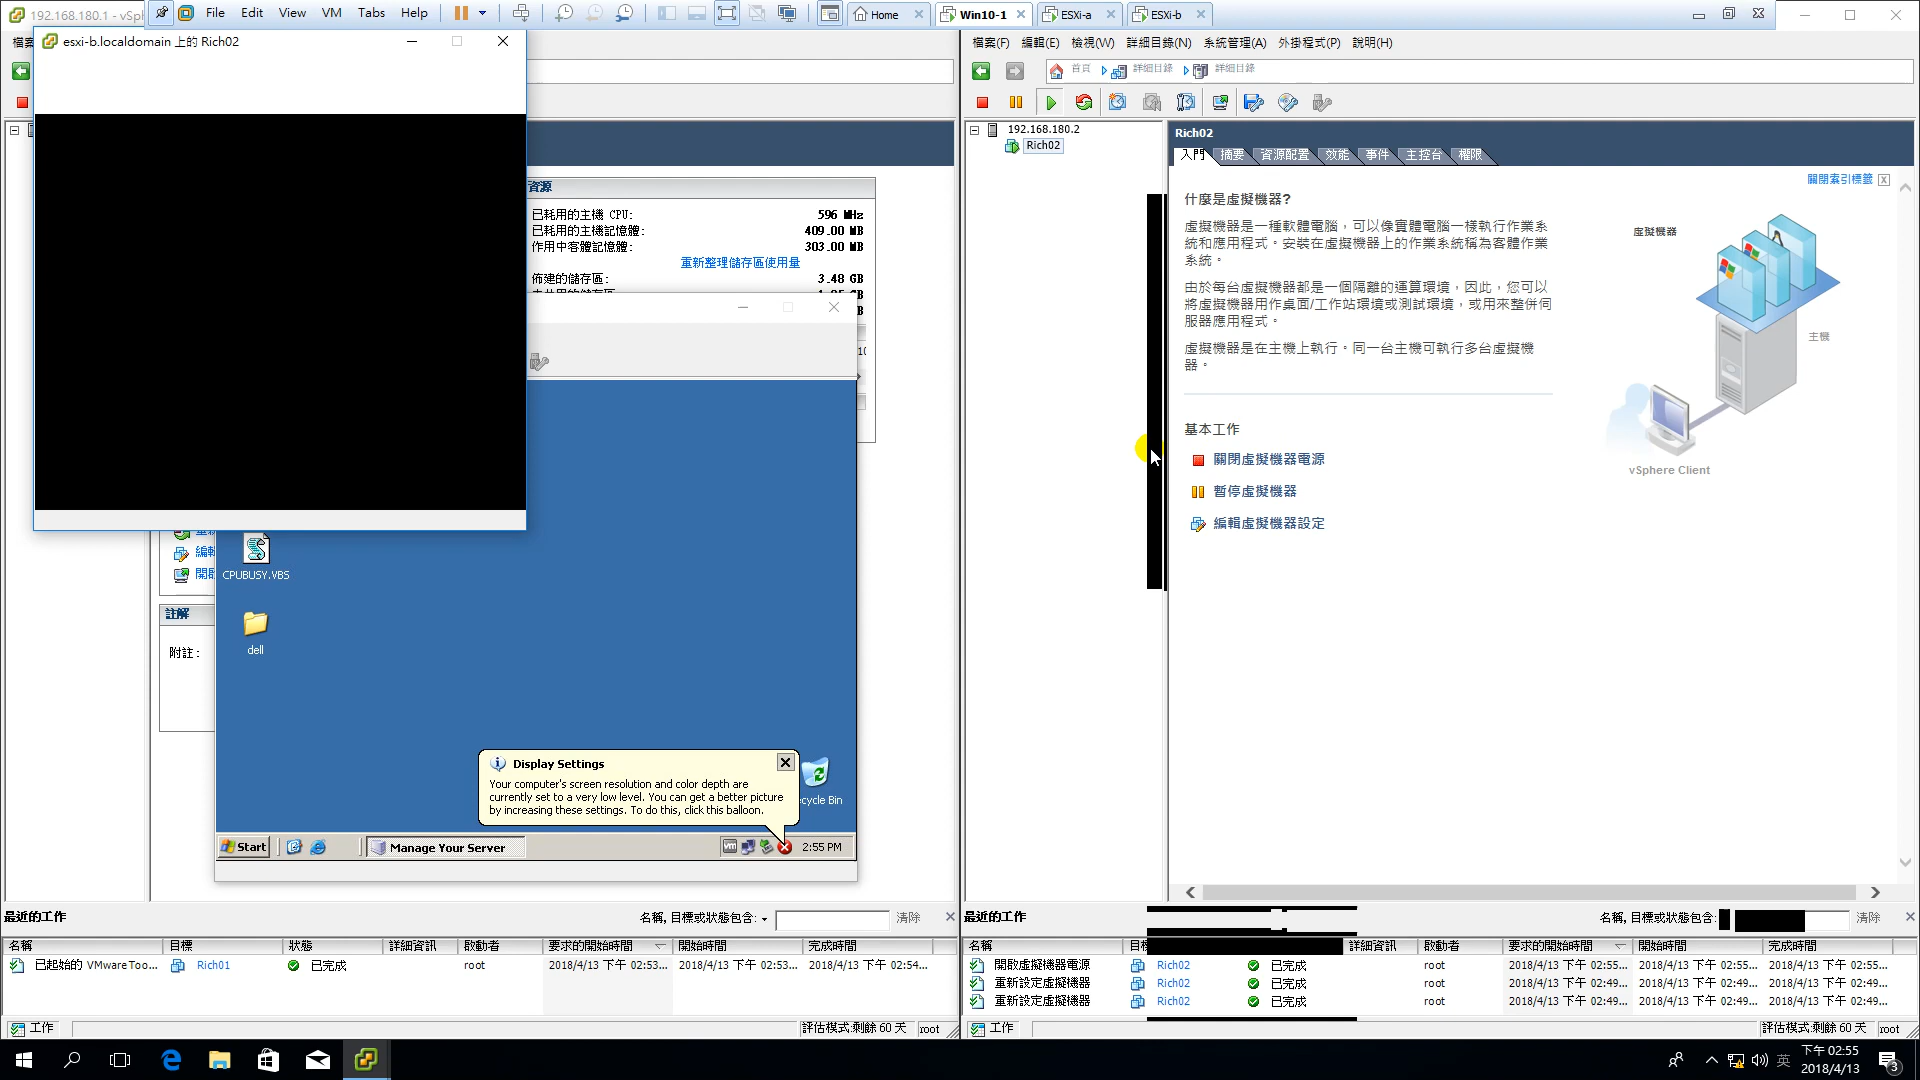 192.168.180.1 - vSph
File Edit View VM Tabs Help
Home
Win10-1
ESXi-a
ESXi-b
esxi-b.localdomain 上的 Rich02
資源
已耗用的主機 CPU: 596 MHz
已耗用的主機記憶體: 409.00 MB
作用中客體記憶體: 303.00 MB
重新整理儲存區使用量
佈建的儲存區: 3.48 GB
編輯
開啟
註解
附註:
CPUBUSY.VBS
dell
Display Settings
Your computer's screen resolution and color depth are
currently set to a very low level. You can get a better picture
by increasing these settings. To do this, click this balloon.
ecycle Bin
Start
Manage Your Server
2:55 PM
最近的工作
名稱, 目標或狀態包含: 清除
名稱 目標 狀態 詳細資訊 啟動者 要求的開始時間 開始時間 完成時間
已起始的 VMware Too... Rich01 已完成 root 2018/4/13 下午 02:53... 2018/4/13 下午 02:53... 2018/4/13 下午 02:54...
工作 評估模式:剩餘 60 天 root
檔案(F) 編輯(E) 檢視(W) 詳細目錄(N) 系統管理(A) 外掛程式(P) 說明(H)
首頁 詳細目錄 詳細目錄
192.168.180.2
Rich02
Rich02
入門 摘要 資源配置 效能 事件 主控台 權限
關閉索引標籤
什麼是虛擬機器?
虛擬機器是一種軟體電腦，可以像實體電腦一樣執行作業系
統和應用程式。安裝在虛擬機器上的作業系統稱為客體作業
系統。
由於每台虛擬機器都是一個隔離的運算環境，因此，您可以
將虛擬機器用作桌面/工作站環境或測試環境，或用來整併伺
服器應用程式。
虛擬機器是在主機上執行。同一台主機可執行多台虛擬機
器。
基本工作
關閉虛擬機器電源
暫停虛擬機器
編輯虛擬機器設定
虛擬機器
主機
vSphere Client
最近的工作
名稱, 目標或狀態包含: 清除
名稱 目標 詳細資訊 啟動者 要求的開始時間 開始時間 完成時間
開啟虛擬機器電源 Rich02 已完成 root 2018/4/13 下午 02:55... 2018/4/13 下午 02:55... 2018/4/13 下午 02:55...
重新設定虛擬機器 Rich02 已完成 root 2018/4/13 下午 02:49... 2018/4/13 下午 02:49... 2018/4/13 下午 02:49...
重新設定虛擬機器 Rich02 已完成 root 2018/4/13 下午 02:49... 2018/4/13 下午 02:49... 2018/4/13 下午 02:49...
工作 評估模式:剩餘 60 天 root
英
下午 02:55
2018/4/13
3